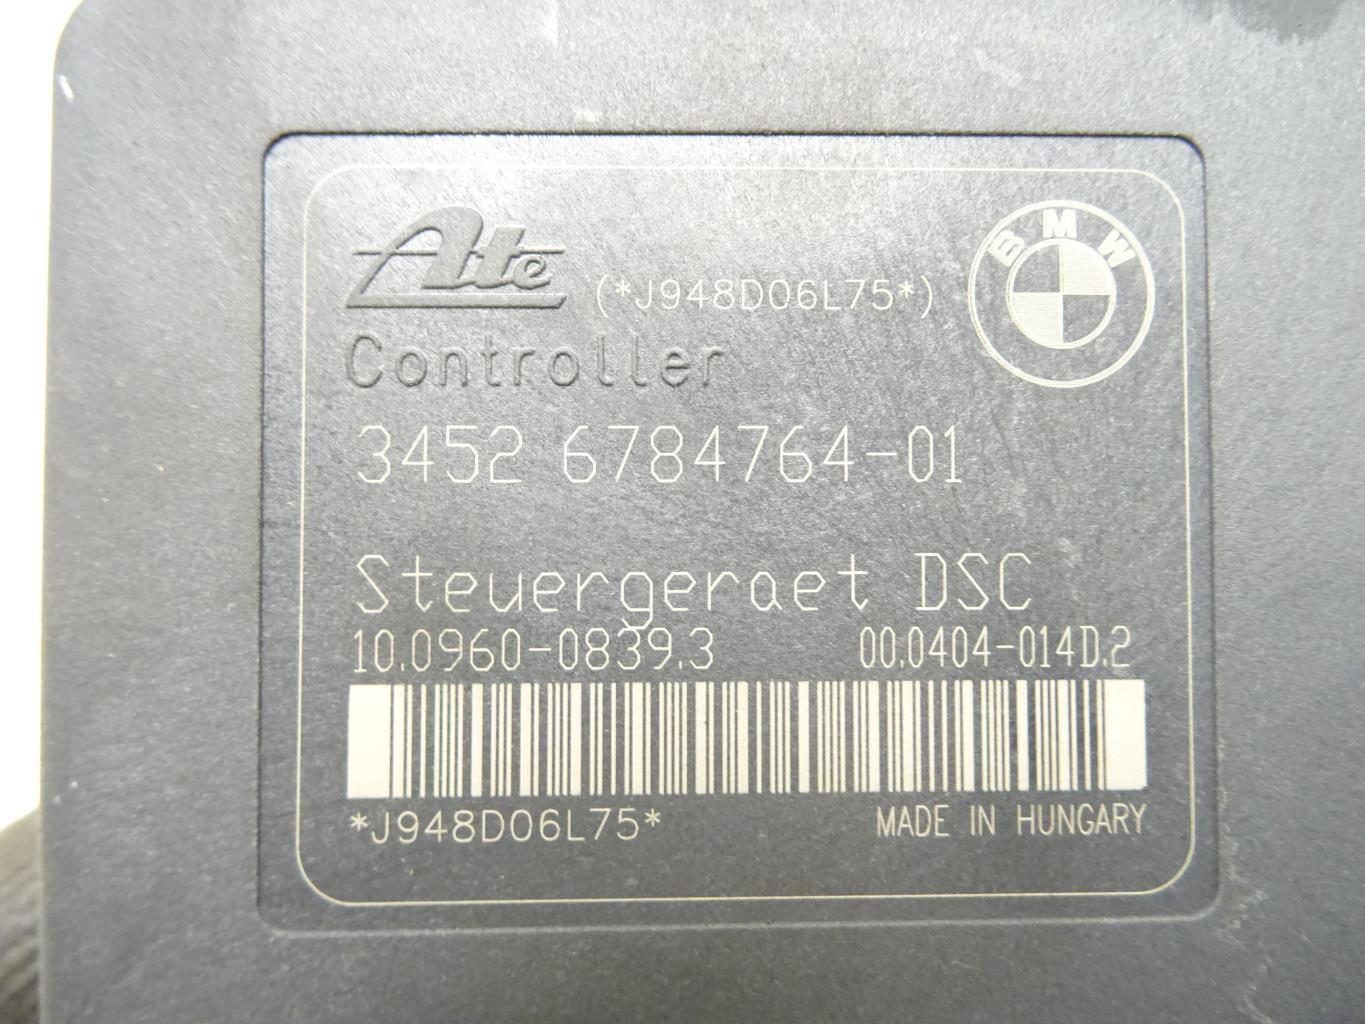 Ate (*J948D06L75*) BMW
Controller
3452 6784764-01
Steuergeraet DSC
10.0960-0839.3 00.0404-014D.2
*J948D06L75* MADE IN HUNGARY